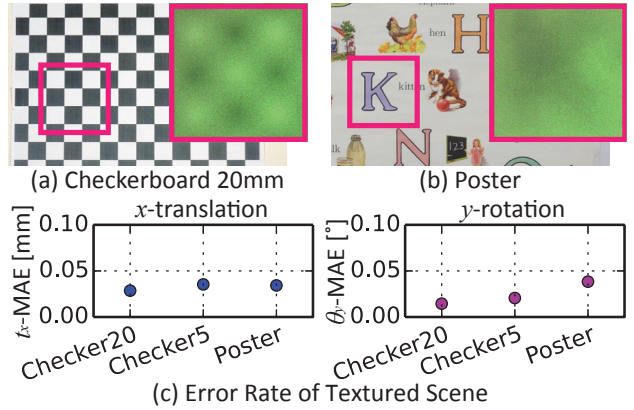 hen
H
K
kitten
N
123
lk
(a) Checkerboard 20mm
(b) Poster
x-translation
y-rotation
tx-MAE [mm]
0.10
0.05
0.00
Checker20
Checker5
Poster
θy-MAE [°]
0.10
0.05
0.00
Checker20
Checker5
Poster
(c) Error Rate of Textured Scene